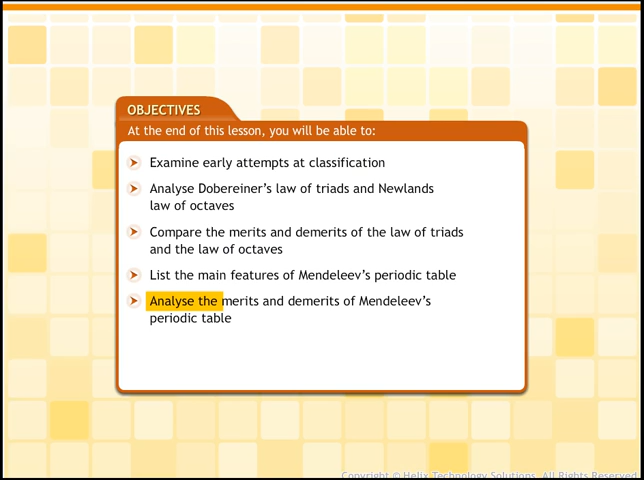 OBJECTIVES
At the end of this lesson, you will be able to:
Examine early attempts at classification
Analyse Dobereiner's law of triads and Newlands
law of octaves
Compare the merits and demerits of the law of triads
and the law of octaves
List the main features of Mendeleev's periodic table
Analyse the merits and demerits of Mendeleev's
periodic table
Copyright © Helix Technology Solutions. All Rights Reserved